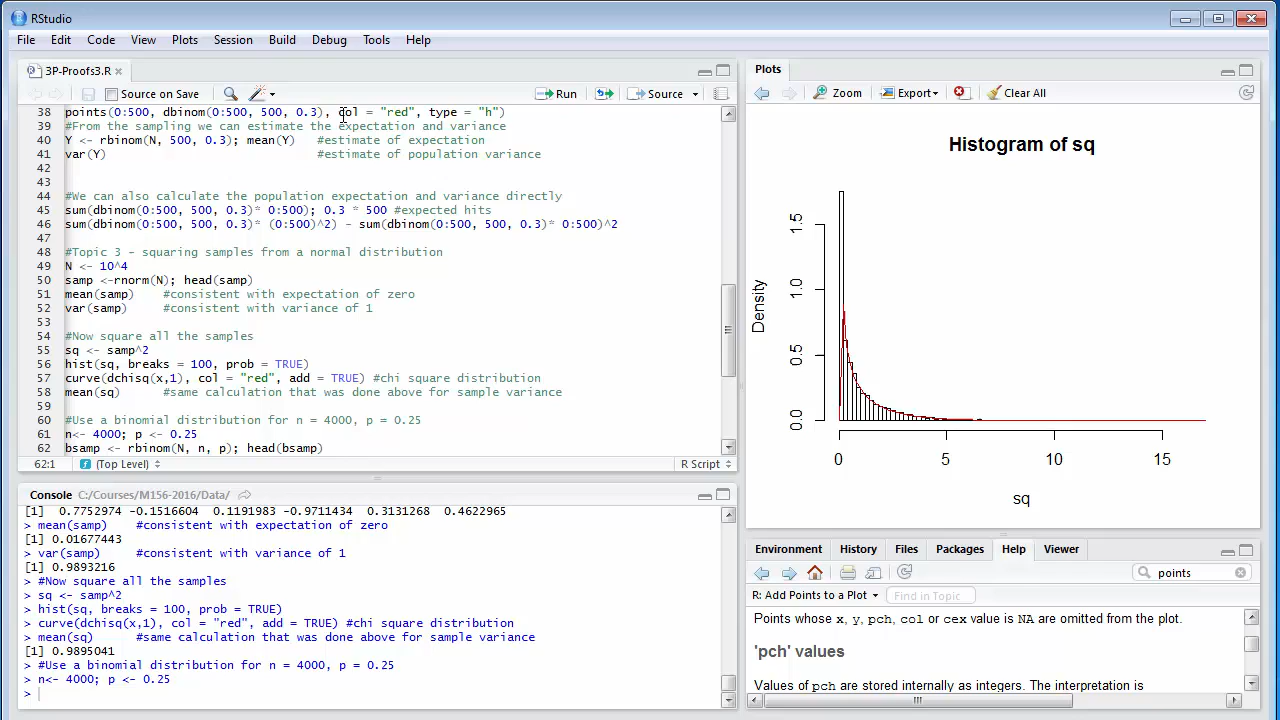 RStudio
File Edit Code View Plots Session Build Debug Tools Help
3P-Proofs3.R
Source on Save Run Source
38 points(0:500, dbinom(0:500, 500, 0.3), col = "red", type = "h")
39 #From the sampling we can estimate the expectation and variance
40 Y <- rbinom(N, 500, 0.3); mean(Y) #estimate of expectation
41 var(Y) #estimate of population variance
42
43
44 #We can also calculate the population expectation and variance directly
45 sum(dbinom(0:500, 500, 0.3)* 0:500); 0.3 * 500 #expected hits
46 sum(dbinom(0:500, 500, 0.3)* (0:500)^2) - sum(dbinom(0:500, 500, 0.3)* 0:500)^2
47
48 #Topic 3 - squaring samples from a normal distribution
49 N <- 10^4
50 samp <-rnorm(N); head(samp)
51 mean(samp) #consistent with expectation of zero
52 var(samp) #consistent with variance of 1
53
54 #Now square all the samples
55 sq <- samp^2
56 hist(sq, breaks = 100, prob = TRUE)
57 curve(dchisq(x,1), col = "red", add = TRUE) #chi square distribution
58 mean(sq) #same calculation that was done above for sample variance
59
60 #Use a binomial distribution for n = 4000, p = 0.25
61 n<- 4000; p <- 0.25
62 bsamp <- rbinom(N, n, p); head(bsamp)
62:1 (Top Level) R Script
Console C:/Courses/M156-2016/Data/
[1] 0.7752974 -0.1516604 0.1191983 -0.9711434 0.3131268 0.4622965
> mean(samp) #consistent with expectation of zero
[1] 0.01677443
> var(samp) #consistent with variance of 1
[1] 0.9893216
> #Now square all the samples
> sq <- samp^2
> hist(sq, breaks = 100, prob = TRUE)
> curve(dchisq(x,1), col = "red", add = TRUE) #chi square distribution
> mean(sq) #same calculation that was done above for sample variance
[1] 0.9895041
> #Use a binomial distribution for n = 4000, p = 0.25
> n<- 4000; p <- 0.25
>
Plots
Zoom Export Clear All
Histogram of sq
Density
1.5
1.0
0.5
0.0
0 5 10 15
sq
Environment History Files Packages Help Viewer
points
R: Add Points to a Plot Find in Topic
Points whose x, y, pch, col or cex value is NA are omitted from the plot.
'pch' values
Values of pch are stored internally as integers. The interpretation is